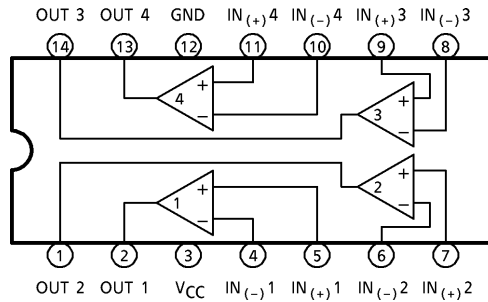 OUT 3 OUT 4 GND IN(+)4 IN(−)4 IN(+)3 IN(−)3
14 13 12 11 10 9 8
+ − 4
+ − 3
+ − 2
+ − 1
1 2 3 4 5 6 7
OUT 2 OUT 1 VCC IN(−)1 IN(+)1 IN(−)2 IN(+)2